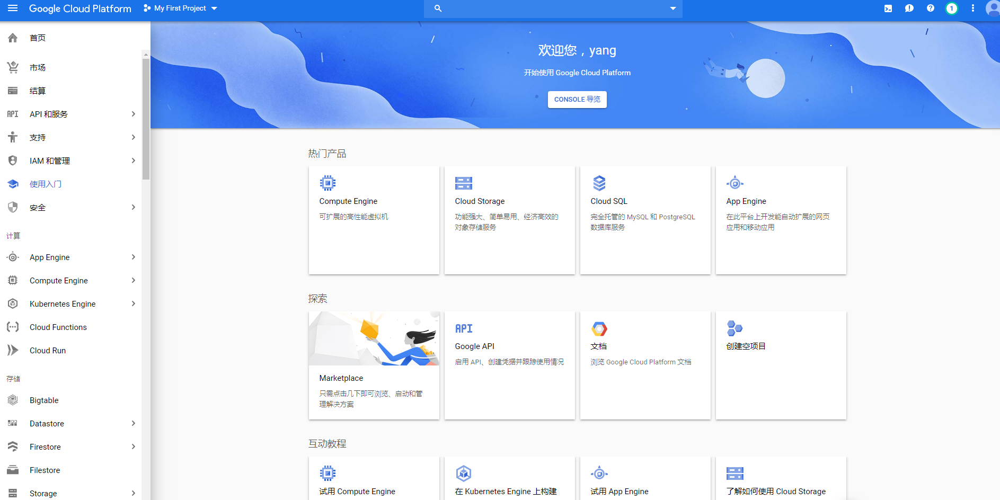 Google Cloud Platform
My First Project
1
首页
市场
结算
API
API 和服务
支持
IAM 和管理
使用入门
安全
计算
App Engine
Compute Engine
Kubernetes Engine
Cloud Functions
Cloud Run
存储
Bigtable
Datastore
Firestore
Filestore
Storage
欢迎您，yang
开始使用 Google Cloud Platform
CONSOLE 导览
热门产品
Compute Engine
可扩展的高性能虚拟机
Cloud Storage
功能强大、简单易用、经济高效的
对象存储服务
Cloud SQL
完全托管的 MySQL 和 PostgreSQL
数据库服务
App Engine
在此平台上开发能自动扩展的网页
应用和移动应用
探索
Marketplace
只需点击几下即可浏览、启动和管
理解决方案
API
Google API
启用 API、创建凭据并跟踪使用情况
文档
浏览 Google Cloud Platform 文档
创建空项目
互动教程
试用 Compute Engine
在 Kubernetes Engine 上构建
试用 App Engine
了解如何使用 Cloud Storage